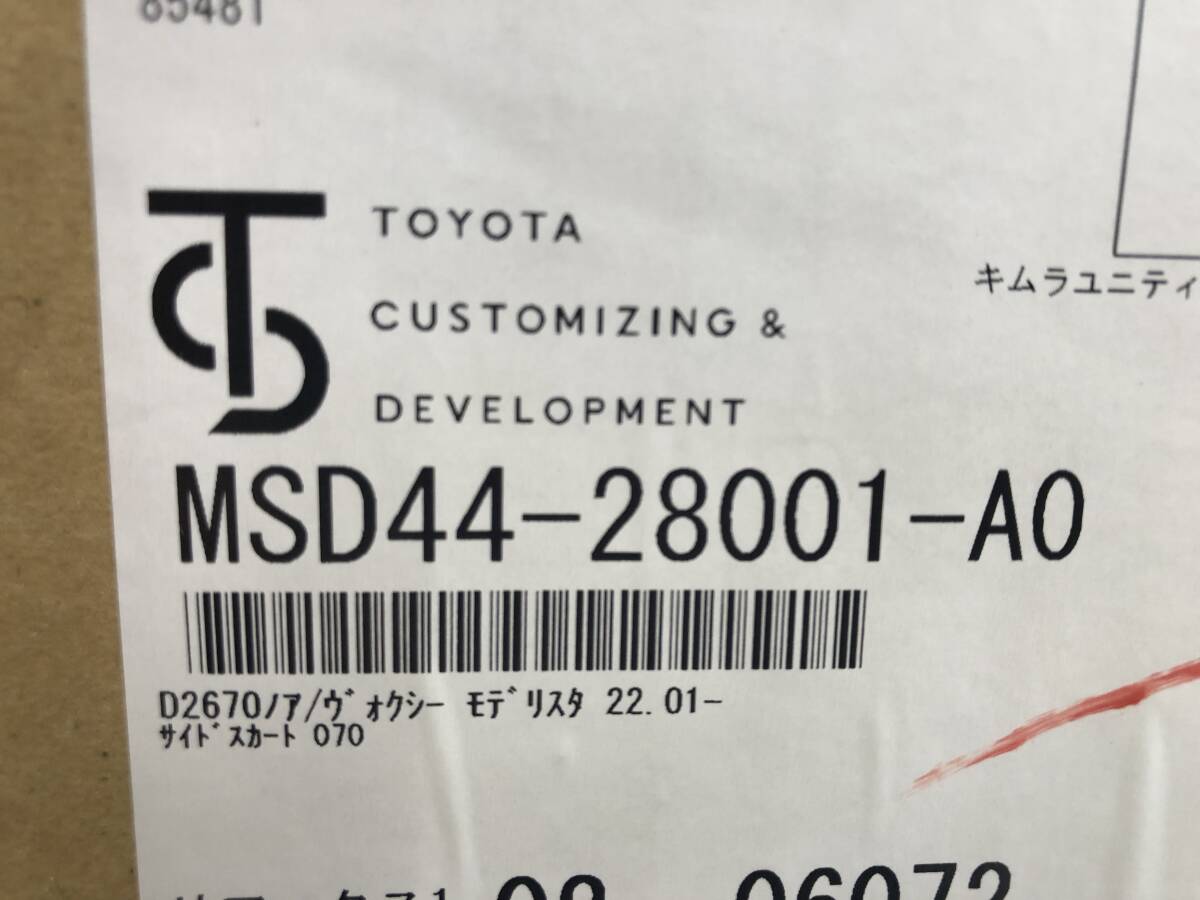 85481
TOYOTA
CUSTOMIZING &
DEVELOPMENT
キムラユニティ
MSD44-28001-A0
D2670ﾉｱ/ｳﾞｫｸｼｰ ﾓﾃﾞﾘｽﾀ 22.01-
ｻｲﾄﾞｽｶｰﾄ 070
06072